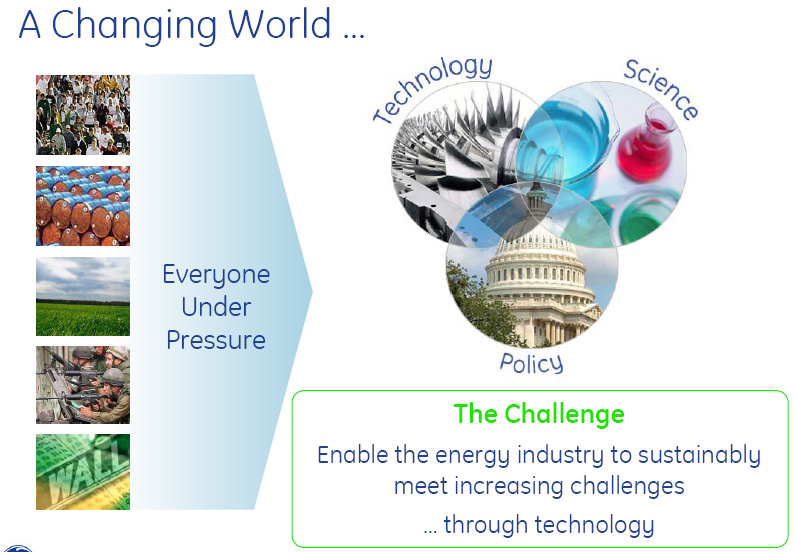 A Changing World ...
Technology
Science
Everyone
Under
Pressure
WALL
Policy
The Challenge
Enable the energy industry to sustainably
meet increasing challenges
... through technology